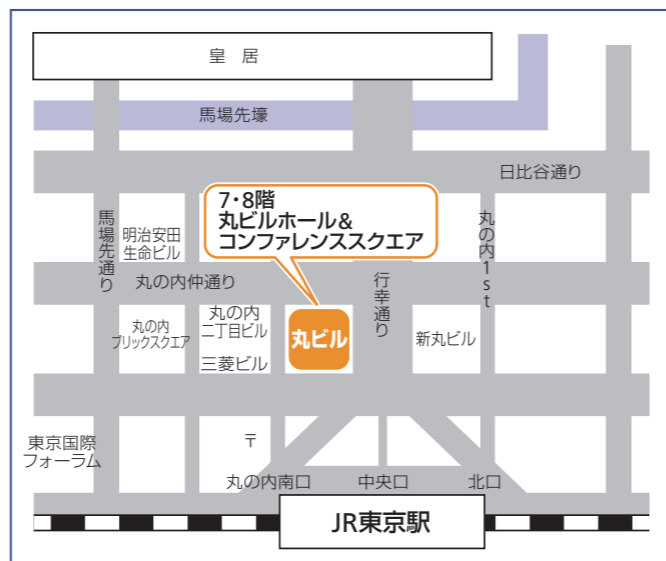 皇 居
馬場先壕
日比谷通り
7・8階
丸ビルホール&
コンファレンススクエア
馬場先通り
明治安田
生命ビル
丸の内1st
丸の内仲通り
行幸通り
丸の内
ブリックスクエア
丸の内
二丁目ビル
三菱ビル
丸ビル
新丸ビル
東京国際
フォーラム
〒
丸の内南口
中央口
北口
JR東京駅